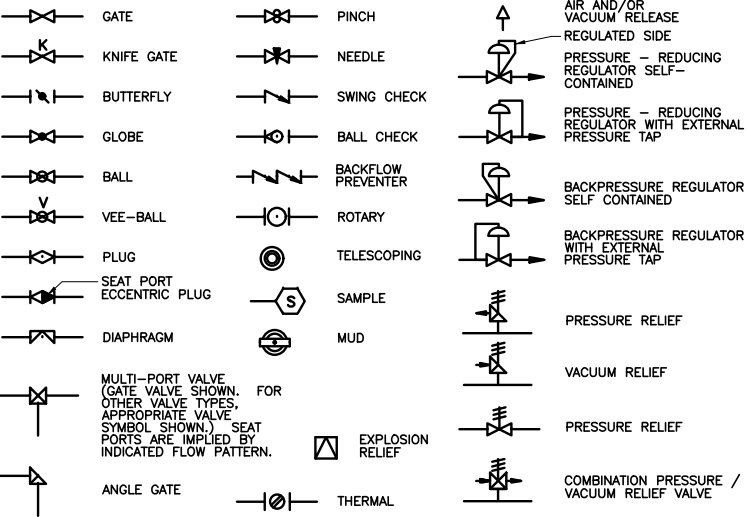 GATE
K
KNIFE GATE
BUTTERFLY
GLOBE
BALL
V
VEE-BALL
PLUG
SEAT PORT
ECCENTRIC PLUG
DIAPHRAGM
MULTI-PORT VALVE
(GATE VALVE SHOWN. FOR
OTHER VALVE TYPES,
APPROPRIATE VALVE
SYMBOL SHOWN.) SEAT
PORTS ARE IMPLIED BY
INDICATED FLOW PATTERN.
ANGLE GATE
PINCH
NEEDLE
SWING CHECK
BALL CHECK
BACKFLOW
PREVENTER
ROTARY
TELESCOPING
S
SAMPLE
MUD
EXPLOSION
RELIEF
THERMAL
AIR AND/OR
VACUUM RELEASE
REGULATED SIDE
PRESSURE - REDUCING
REGULATOR SELF-
CONTAINED
PRESSURE - REDUCING
REGULATOR WITH EXTERNAL
PRESSURE TAP
BACKPRESSURE REGULATOR
SELF CONTAINED
BACKPRESSURE REGULATOR
WITH EXTERNAL
PRESSURE TAP
PRESSURE RELIEF
VACUUM RELIEF
PRESSURE RELIEF
COMBINATION PRESSURE /
VACUUM RELIEF VALVE